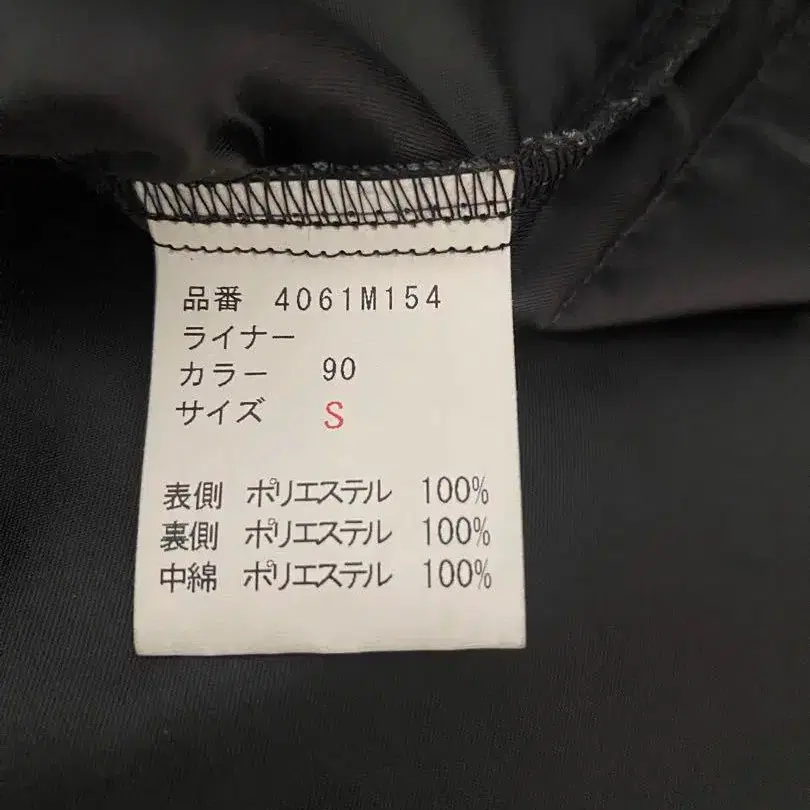 品番 4061M154
ライナー
カラー 90
サイズ S
表側 ポリエステル 100%
裏側 ポリエステル 100%
中綿 ポリエステル 100%